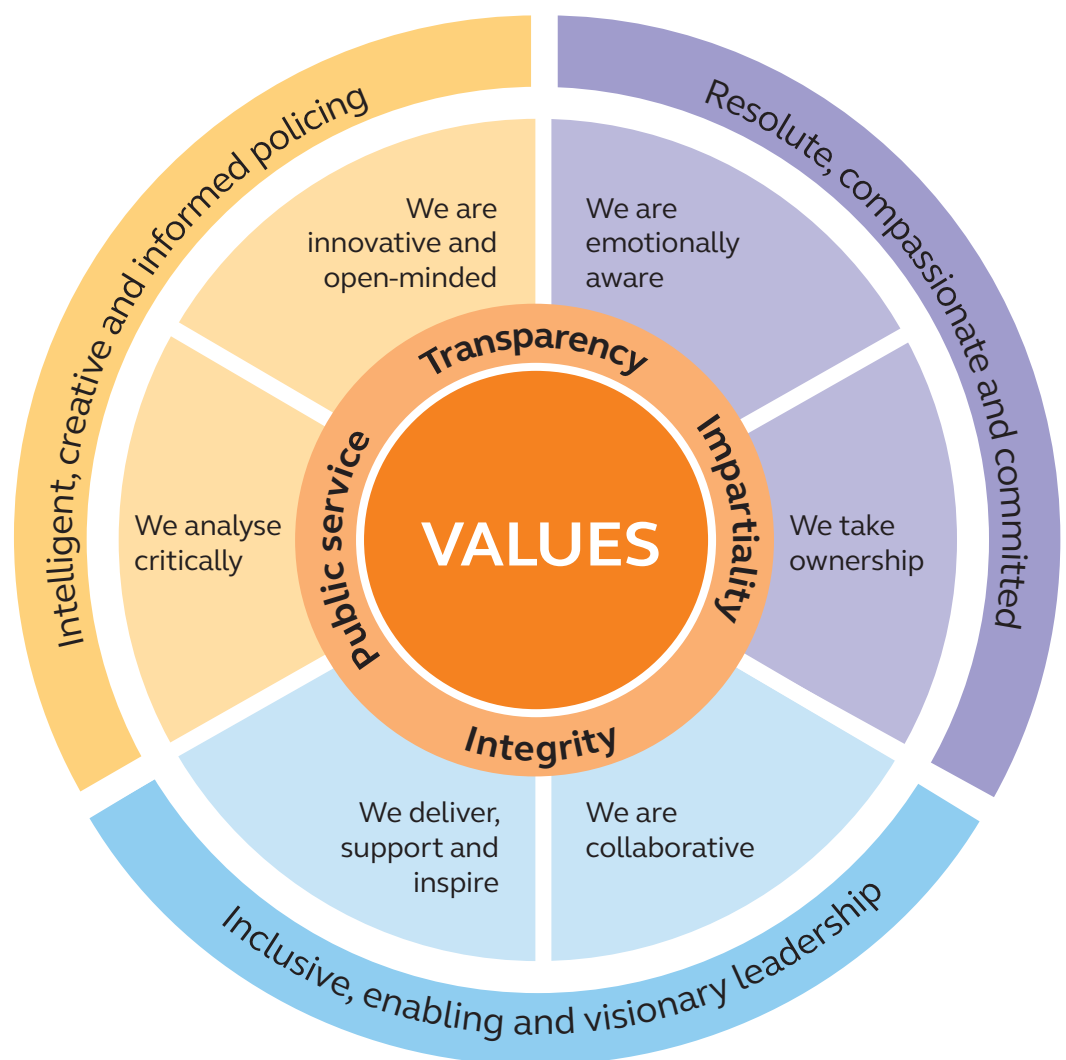 Intelligent, creative and informed policing
Resolute, compassionate and committed
We are
innovative and
open-minded
We are
emotionally
aware
Transparency
Public service
Impartiality
VALUES
We analyse
critically
We take
ownership
Integrity
We deliver,
support and
inspire
We are
collaborative
Inclusive, enabling and visionary leadership